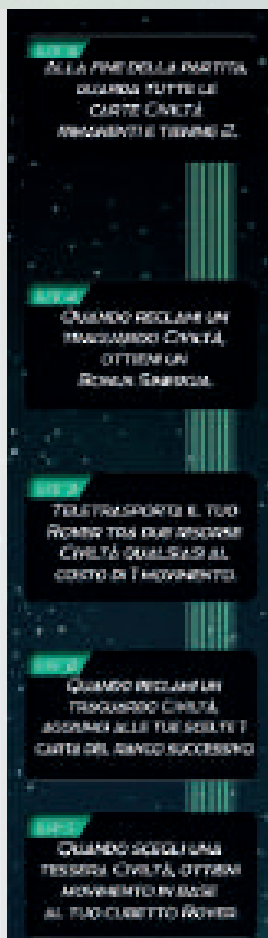 ALLA FINE DELLA PARTITA,
GUARDA TUTTE LE
CARTE CIVILTÀ
RIMANENTI E TIENINE 2.
QUANDO RECLAMI UN
TRAGUARDO CIVILTÀ,
OTTIENI UN
BONUS SINERGIA.
TELETRASPORTA IL TUO
ROVER TRA DUE RISORSE
CIVILTÀ QUALSIASI AL
COSTO DI 1 MOVIMENTO.
QUANDO RECLAMI UN
TRAGUARDO CIVILTÀ,
AGGIUNGI ALLE TUE SCELTE 1
CARTA DEL RANGO SUCCESSIVO
QUANDO SCEGLI UNA
TESSERA CIVILTÀ, OTTIENI
MOVIMENTO IN BASE
AL TUO CUBETTO ROVER